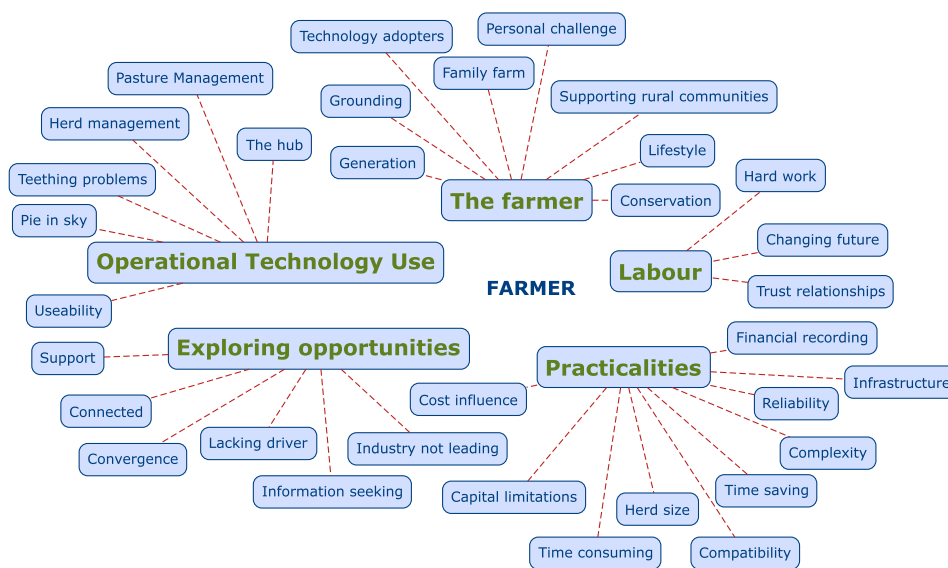 Personal challenge
Technology adopters
Family farm
Pasture Management
Supporting rural communities
Grounding
Herd management
The hub
Lifestyle
Generation
Hard work
Teething problems
The farmer
Conservation
Pie in sky
Changing future
Operational Technology Use
Labour
FARMER
Trust relationships
Useability
Financial recording
Exploring opportunities
Support
Practicalities
Infrastructure
Cost influence
Reliability
Connected
Lacking driver
Industry not leading
Complexity
Convergence
Information seeking
Capital limitations
Time saving
Herd size
Time consuming
Compatibility